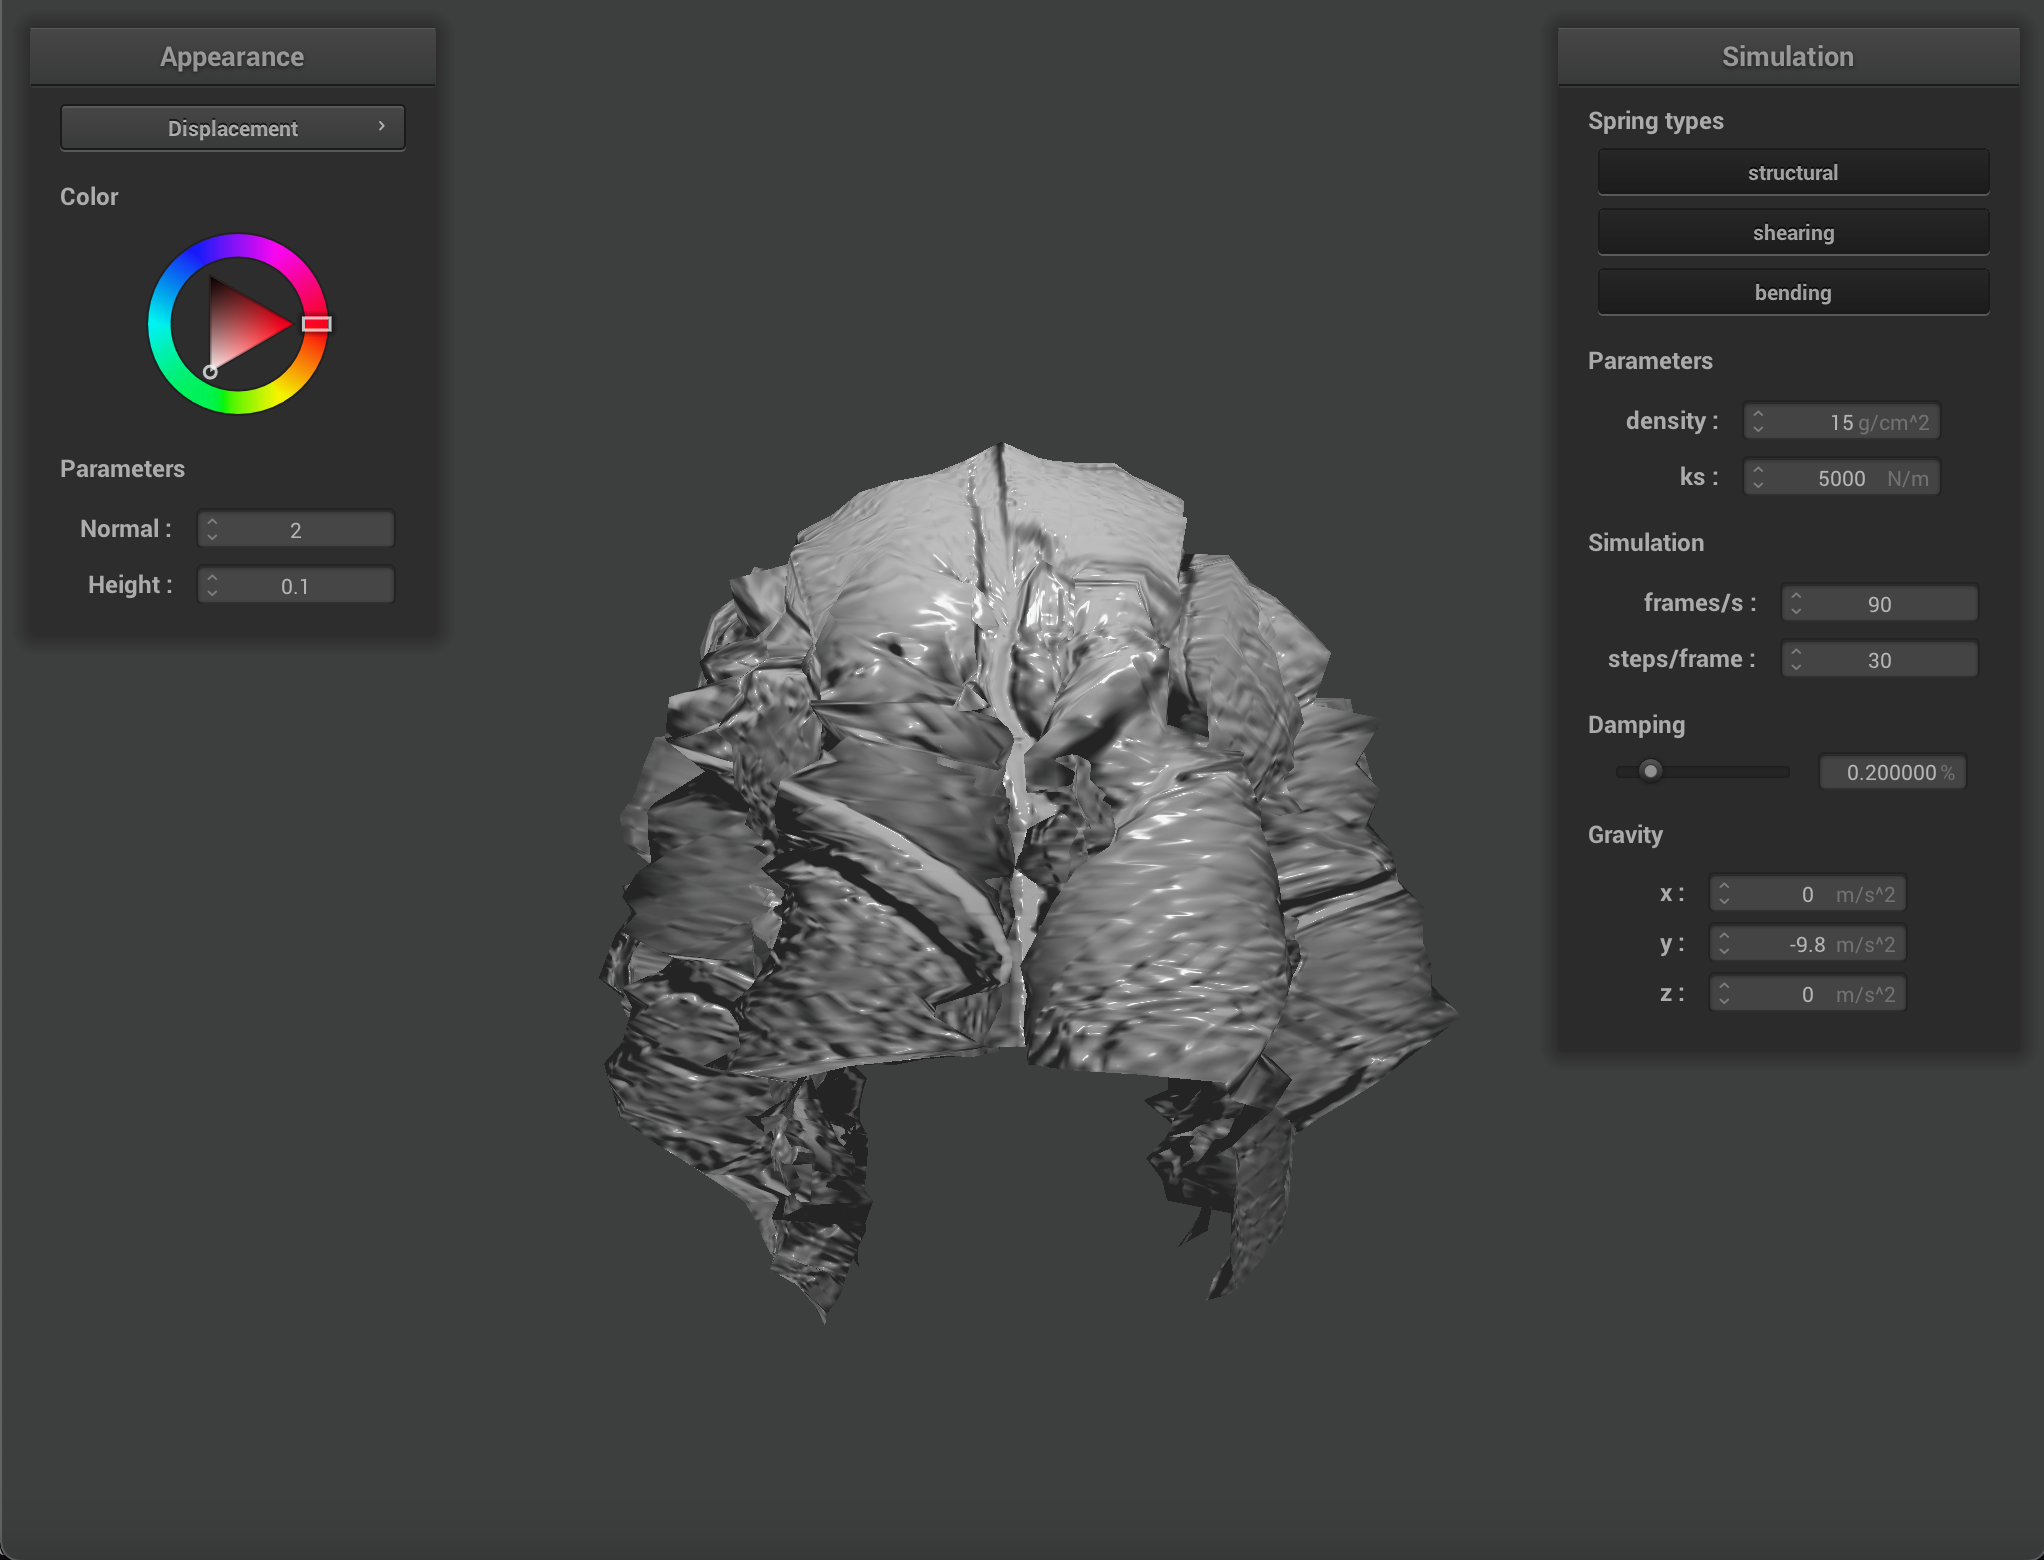 Appearance
Displacement
Color
Parameters
Normal : 2
Height : 0.1
Simulation
Spring types
structural
shearing
bending
Parameters
density : 15 g/cm^2
ks : 5000 N/m
Simulation
frames/s : 90
steps/frame : 30
Damping
0.200000 %
Gravity
x : 0 m/s^2
y : -9.8 m/s^2
z : 0 m/s^2